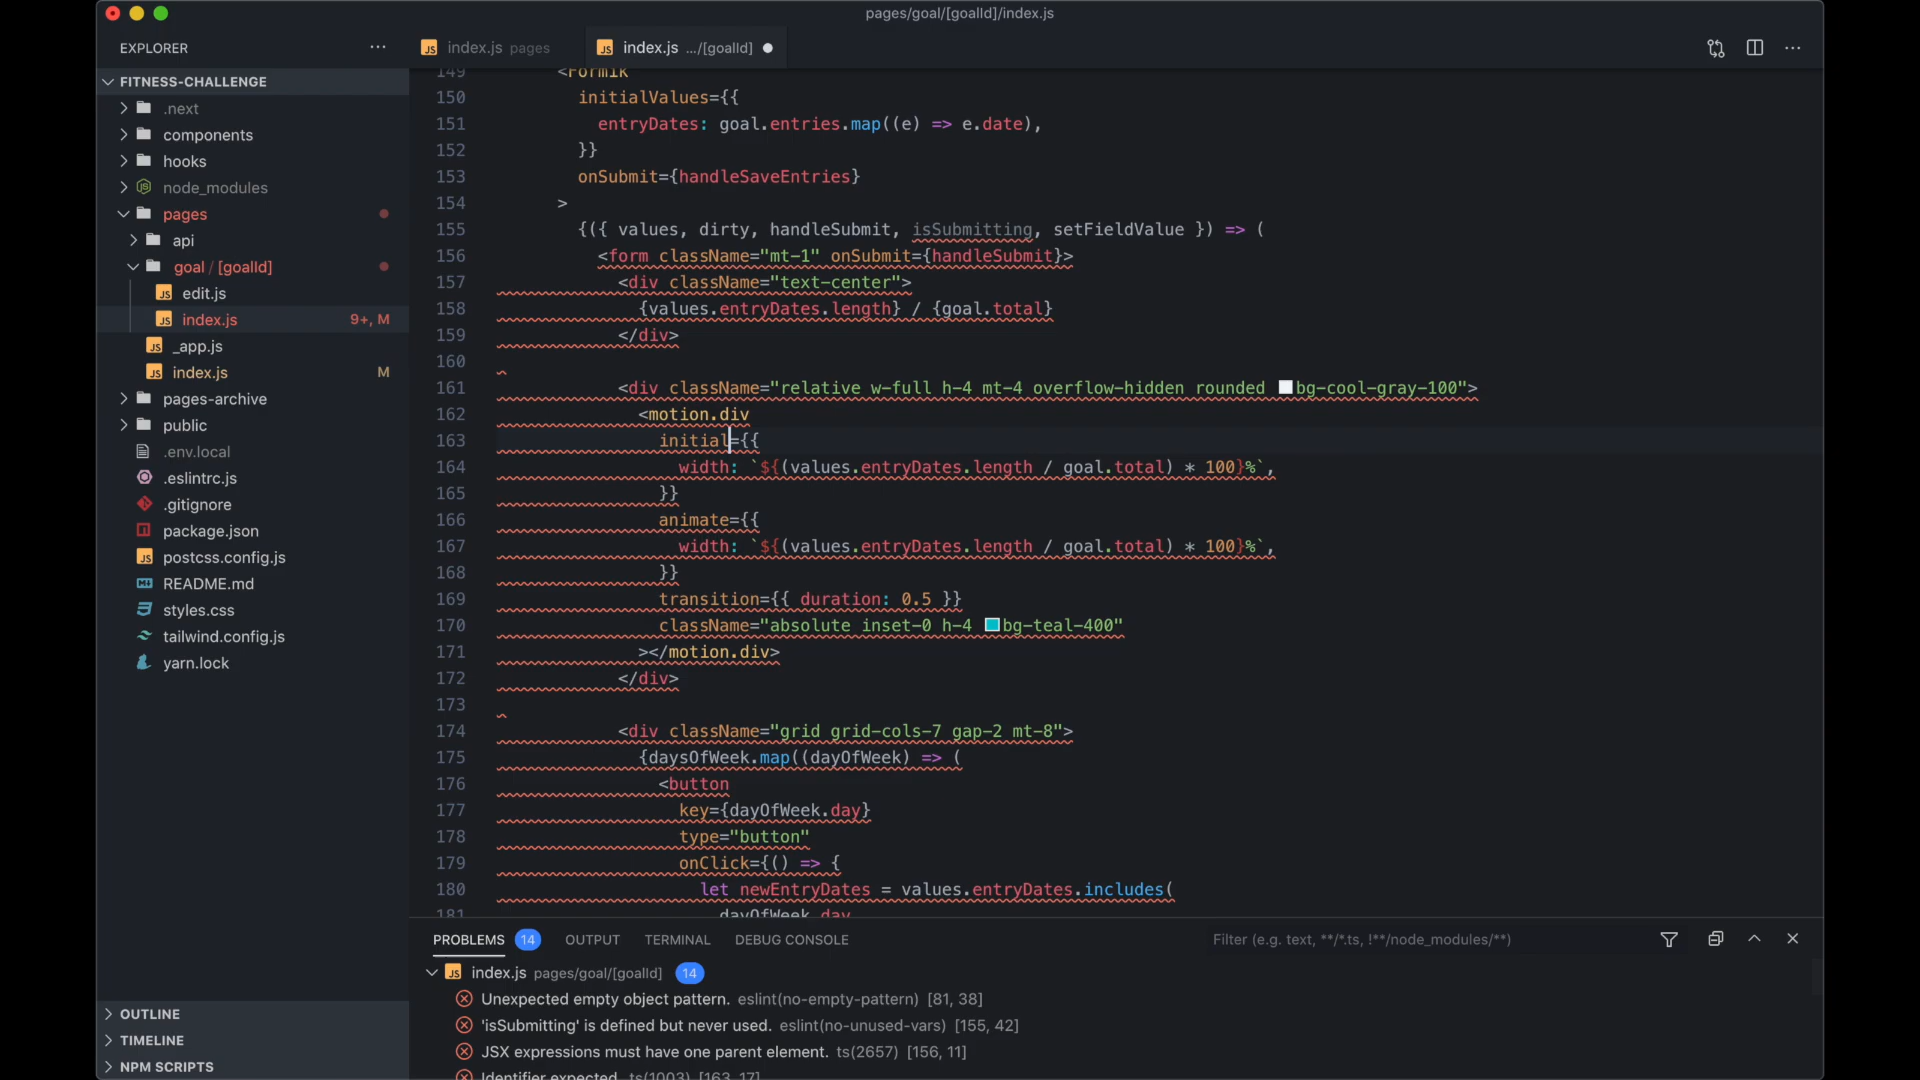 pages/goal/[goalId]/index.js
EXPLORER
index.js pages
index.js .../[goalId]
FITNESS-CHALLENGE
.next
components
hooks
node_modules
pages
api
goal / [goalId]
edit.js
index.js 9+, M
_app.js
index.js M
pages-archive
public
.env.local
.eslintrc.js
.gitignore
package.json
postcss.config.js
README.md
styles.css
tailwind.config.js
yarn.lock
OUTLINE
TIMELINE
NPM SCRIPTS
149 <Formik
150 initialValues={{
151 entryDates: goal.entries.map((e) => e.date),
152 }}
153 onSubmit={handleSaveEntries}
154 >
155 {({ values, dirty, handleSubmit, isSubmitting, setFieldValue }) => (
156 <form className="mt-1" onSubmit={handleSubmit}>
157 <div className="text-center">
158 {values.entryDates.length} / {goal.total}
159 </div>
160
161 <div className="relative w-full h-4 mt-4 overflow-hidden rounded bg-cool-gray-100">
162 <motion.div
163 initial={{
164 width: `${(values.entryDates.length / goal.total) * 100}%`,
165 }}
166 animate={{
167 width: `${(values.entryDates.length / goal.total) * 100}%`,
168 }}
169 transition={{ duration: 0.5 }}
170 className="absolute inset-0 h-4 bg-teal-400"
171 ></motion.div>
172 </div>
173
174 <div className="grid grid-cols-7 gap-2 mt-8">
175 {daysOfWeek.map((dayOfWeek) => (
176 <button
177 key={dayOfWeek.day}
178 type="button"
179 onClick={() => {
180 let newEntryDates = values.entryDates.includes(
181 dayOfWeek.day
PROBLEMS 14 OUTPUT TERMINAL DEBUG CONSOLE Filter (e.g. text, **/*.ts, !**/node_modules/**)
index.js pages/goal/[goalId] 14
Unexpected empty object pattern. eslint(no-empty-pattern) [81, 38]
'isSubmitting' is defined but never used. eslint(no-unused-vars) [155, 42]
JSX expressions must have one parent element. ts(2657) [156, 11]
Identifier expected. ts(1003) [163, 17]